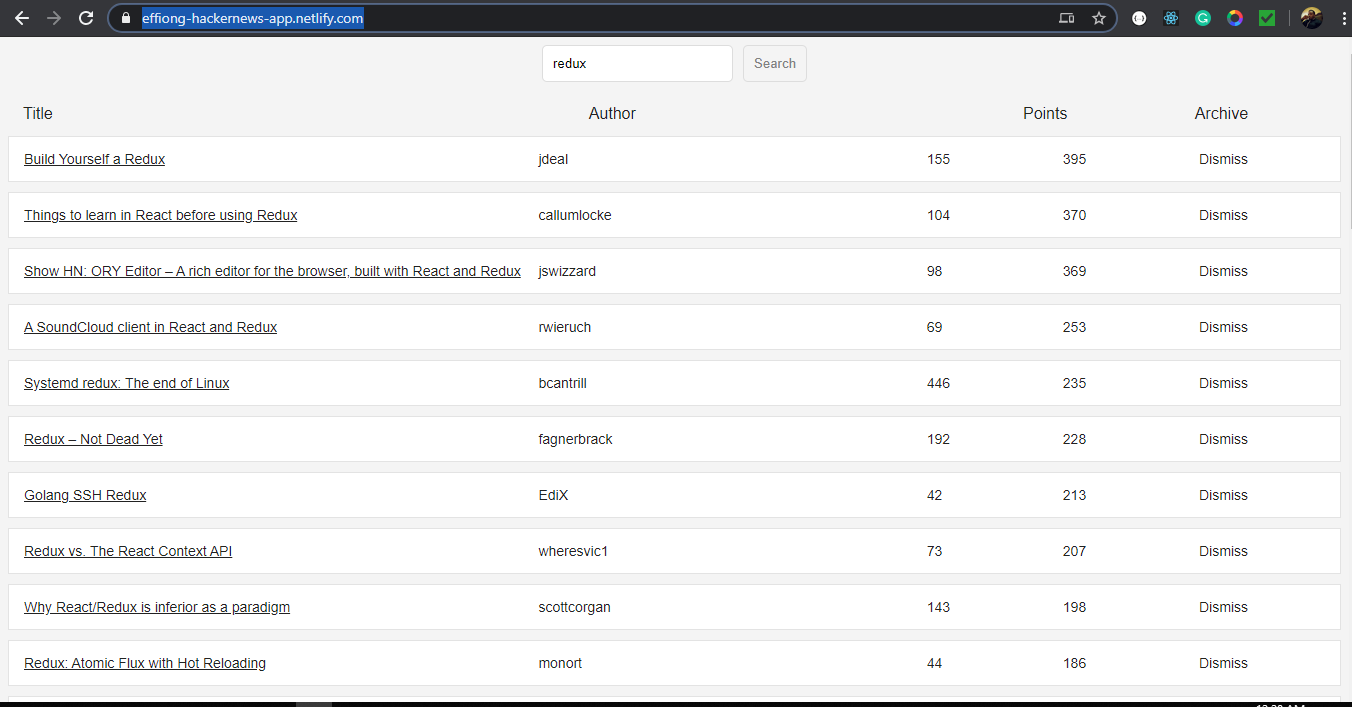 effiong-hackernews-app.netlify.com
redux Search
Title Author Points Archive
Build Yourself a Redux jdeal 155 395 Dismiss
Things to learn in React before using Redux callumlocke 104 370 Dismiss
Show HN: ORY Editor – A rich editor for the browser, built with React and Redux jswizzard 98 369 Dismiss
A SoundCloud client in React and Redux rwieruch 69 253 Dismiss
Systemd redux: The end of Linux bcantrill 446 235 Dismiss
Redux – Not Dead Yet fagnerbrack 192 228 Dismiss
Golang SSH Redux EdiX 42 213 Dismiss
Redux vs. The React Context API wheresvic1 73 207 Dismiss
Why React/Redux is inferior as a paradigm scottcorgan 143 198 Dismiss
Redux: Atomic Flux with Hot Reloading monort 44 186 Dismiss